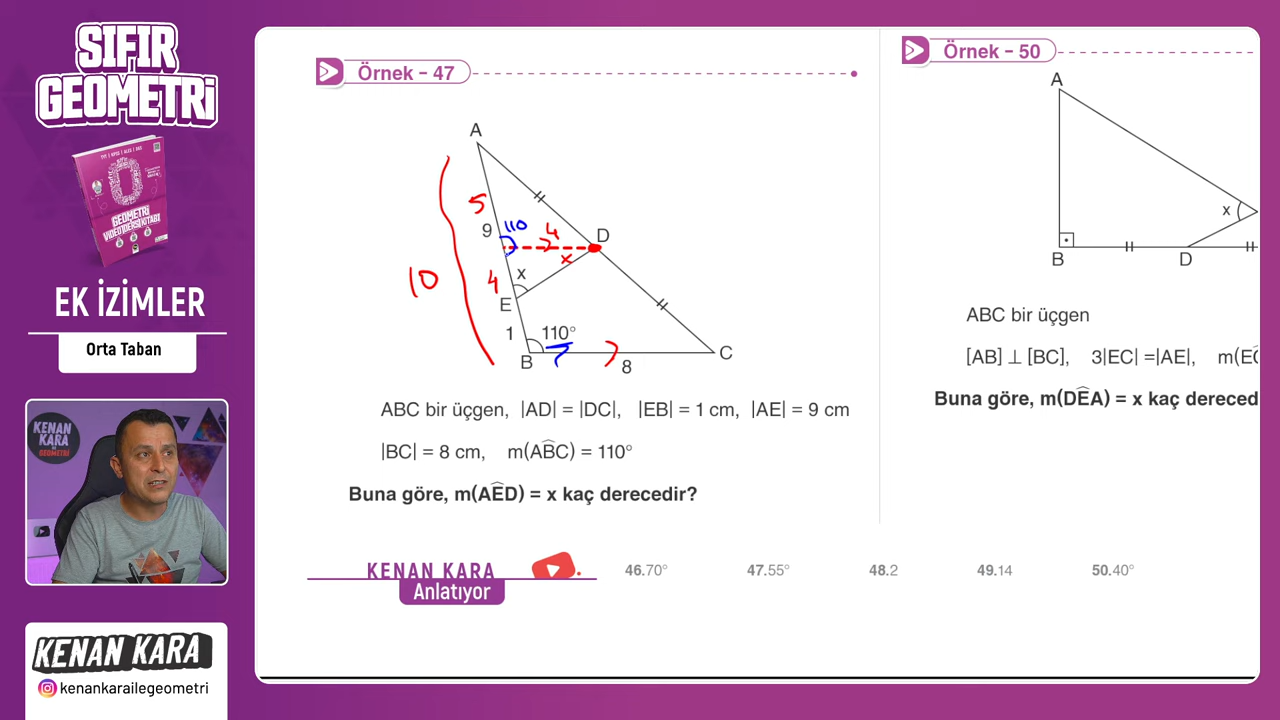 SIFIR
GEOMETRİ
GEOMETRİ
VİDEO DERS KİTABI
EK İZİMLER
Orta Taban
KENAN
KARA
GEOMETRİ
KENAN KARA
kenankarailegeometri
Örnek - 47
A
5
9
110
4
D
x
10
4
x
E
1
110°
B
8
C
ABC bir üçgen, |AD| = |DC|, |EB| = 1 cm, |AE| = 9 cm
|BC| = 8 cm, m(ABC) = 110°
Buna göre, m(AED) = x kaç derecedir?
KENAN KARA
Anlatıyor
46.70°
47.55°
48.2
49.14
50.40°
Örnek - 50
A
x
B
D
ABC bir üçgen
[AB] ⊥ [BC], 3|EC| =|AE|, m(EC
Buna göre, m(DEA) = x kaç dereced